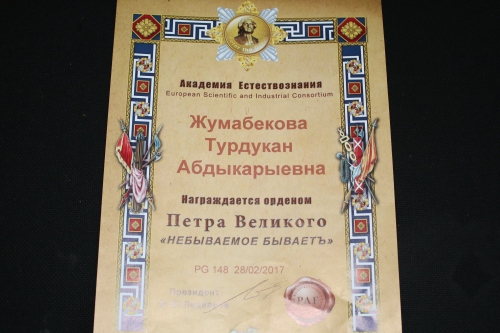 Академия Естествознания
European Scientific and Industrial Consortium
Жумабекова
Турдукан
Абдыкарыевна
Награждается орденом
Петра Великого
«НЕБЫВАЕМОЕ БЫВАЕТЪ»
PG 148 28/02/2017
Президент
РАЕ